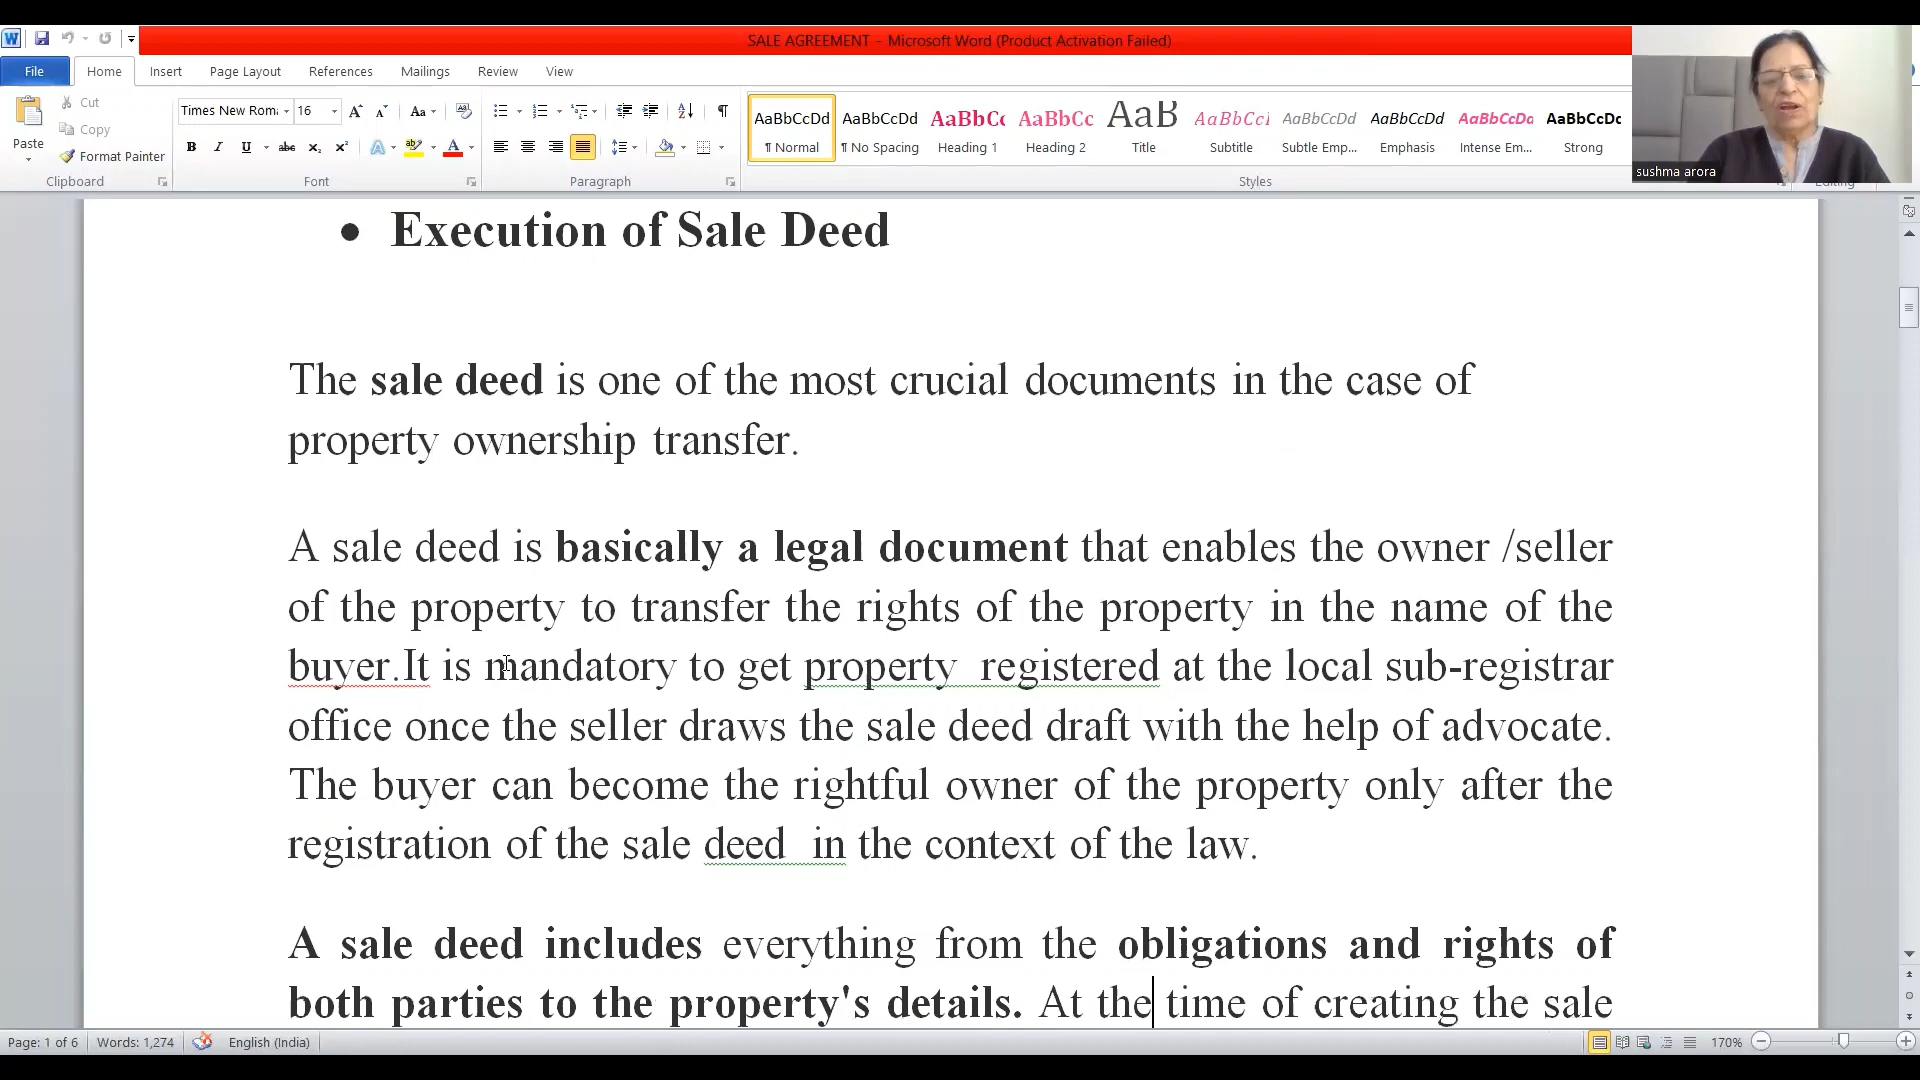 SALE AGREEMENT - Microsoft Word (Product Activation Failed)
File Home Insert Page Layout References Mailings Review View
Paste
Cut
Copy
Format Painter
Clipboard
Times New Roma 16
Font
Paragraph
AaBbCcDd AaBbCcDd AaBbCc AaBbCc AaB AaBbCcI AaBbCcDd AaBbCcDd AaBbCcDd AaBbCcDc
¶ Normal ¶ No Spacing Heading 1 Heading 2 Title Subtitle Subtle Emp... Emphasis Intense Em... Strong
Styles
sushma arora
• Execution of Sale Deed
The sale deed is one of the most crucial documents in the case of
property ownership transfer.
A sale deed is basically a legal document that enables the owner /seller
of the property to transfer the rights of the property in the name of the
buyer.It is mandatory to get property  registered at the local sub-registrar
office once the seller draws the sale deed draft with the help of advocate.
The buyer can become the rightful owner of the property only after the
registration of the sale deed  in the context of the law.
A sale deed includes everything from the obligations and rights of
both parties to the property's details. At the time of creating the sale
Page: 1 of 6 Words: 1,274 English (India) 170%